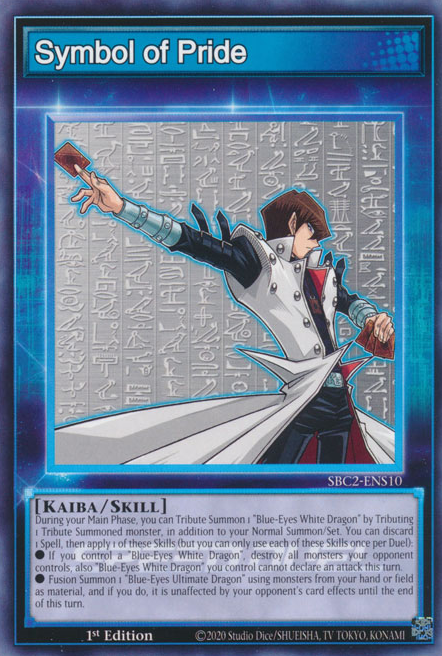 Symbol of Pride
SBC2-ENS10
[KAIBA/SKILL]
During your Main Phase, you can Tribute Summon 1 "Blue-Eyes White Dragon" by Tributing
1 Tribute Summoned monster, in addition to your Normal Summon/Set. You can discard
1 Spell, then apply 1 of these Skills (but you can only use each of these Skills once per Duel):
● If you control a "Blue-Eyes White Dragon", destroy all monsters your opponent
controls, also "Blue-Eyes White Dragon" you control cannot declare an attack this turn.
● Fusion Summon 1 "Blue-Eyes Ultimate Dragon" using monsters from your hand or field
as material, and if you do, it is unaffected by your opponent's card effects until the end
of this turn.
1st Edition
©2020 Studio Dice/SHUEISHA, TV TOKYO, KONAMI